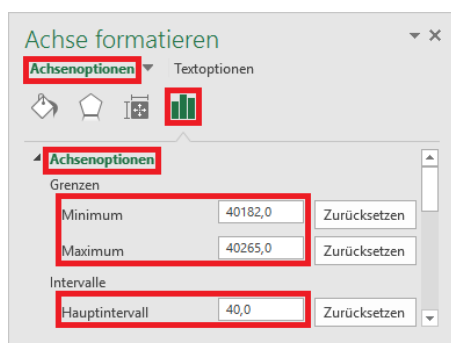 Achse formatieren
Achsenoptionen Textoptionen
Achsenoptionen
Grenzen
Minimum 40182,0 Zurücksetzen
Maximum 40265,0 Zurücksetzen
Intervalle
Hauptintervall 40,0 Zurücksetzen